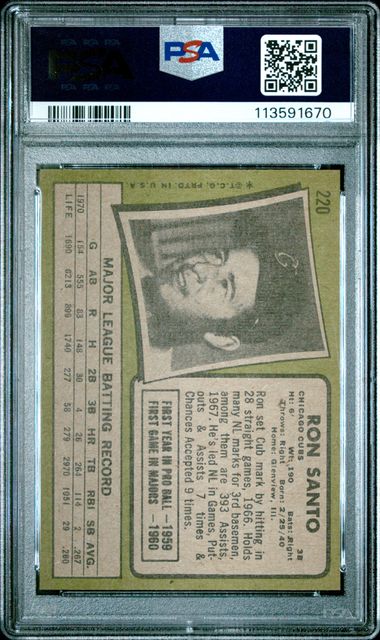 PSA
113591670
220
©T.C.G. PRTD. IN U.S.A.
RON SANTO
CHICAGO CUBS 3B
Ht: 6' Wt: 190 Bats: Right
Throws: Right Born: 2/25/40
Home: Glenview, Ill.
Ron set Cub mark by hitting in
28 straight games, 1966. Holds
many NL marks for 3rd basemen,
among them are 393 Assists,
1967. He's led NL in Games, Put-
outs & Assists 7 times &
Chances Accepted 9 times.
FIRST YEAR IN PRO BALL —1959
FIRST GAME IN MAJORS —1960
MAJOR LEAGUE BATTING RECORD
G AB R H 2B 3B HR TB RBI SB AVG.
1970 154 555 83 148 30 4 26 264 114 2 .267
LIFE 1690 6213 899 1740 277 58 279 2970 1051 29 .280